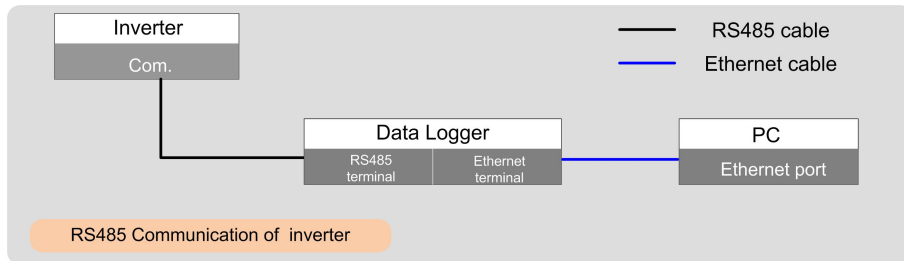 Inverter
Com.
RS485 cable
Ethernet cable
Data Logger
RS485
terminal
Ethernet
terminal
PC
Ethernet port
RS485 Communication of inverter